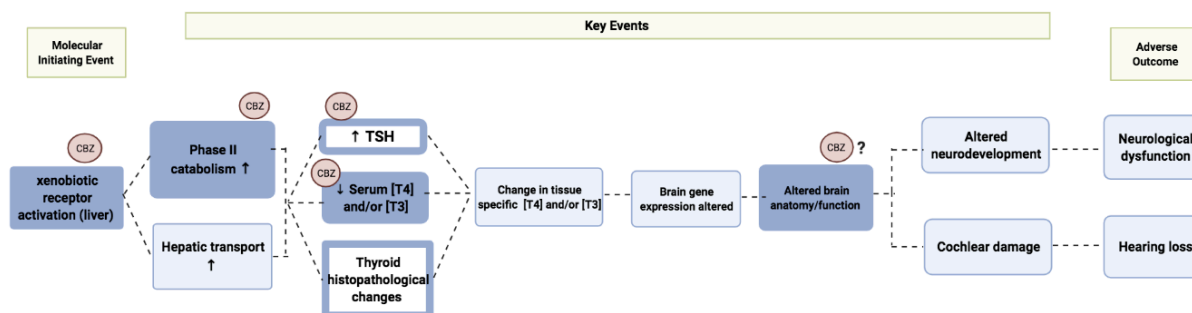 Key Events
Molecular
Initiating Event
Adverse
Outcome
CBZ
xenobiotic
receptor
activation (liver)
CBZ
Phase II
catabolism ↑
Hepatic transport
↑
CBZ
↑ TSH
CBZ
↓ Serum [T4]
and/or [T3]
Thyroid
histopathological
changes
Change in tissue
specific [T4] and/or [T3]
Brain gene
expression altered
CBZ ?
Altered brain
anatomy/function
Altered
neurodevelopment
Cochlear damage
Neurological
dysfunction
Hearing loss